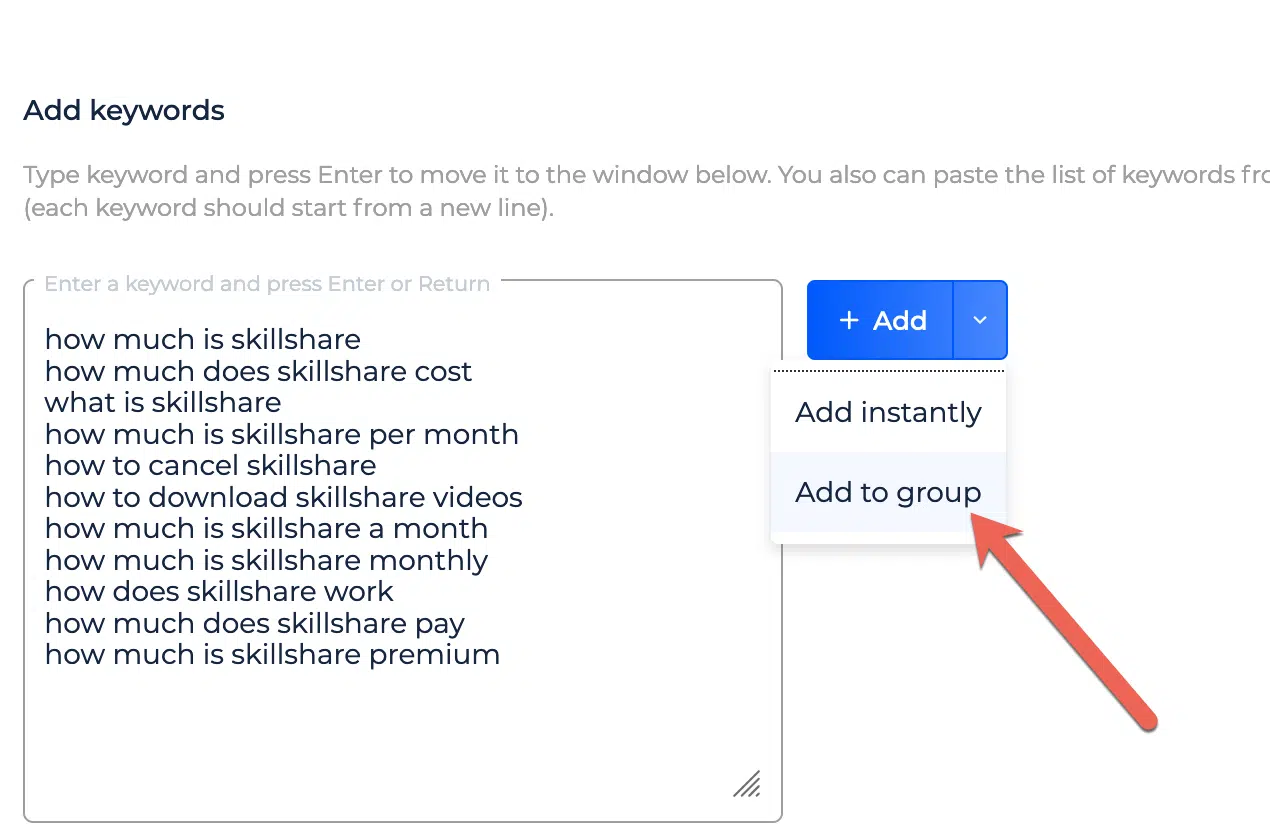 Add keywords
Type keyword and press Enter to move it to the window below. You also can paste the list of keywords
(each keyword should start from a new line).
Enter a keyword and press Enter or Return
how much is skillshare
how much does skillshare cost
what is skillshare
how much is skillshare per month
how to cancel skillshare
how to download skillshare videos
how much is skillshare a month
how much is skillshare monthly
how does skillshare work
how much does skillshare pay
how much is skillshare premium
+ Add
Add instantly
Add to group